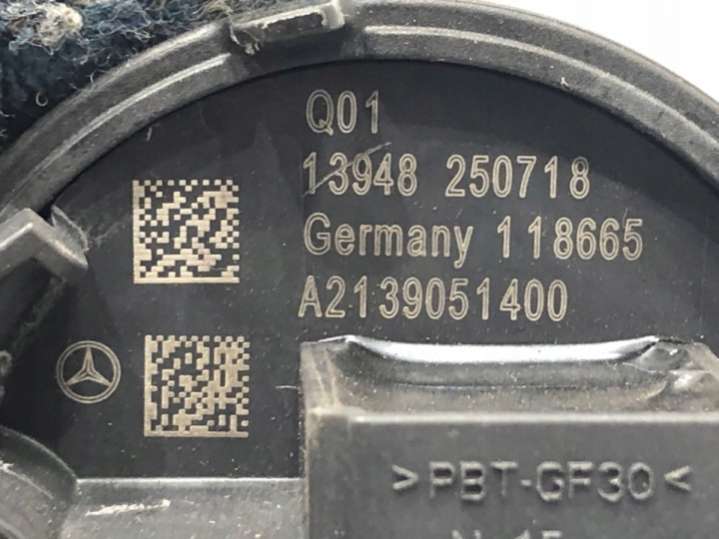 Q01
13948 250718
Germany 118665
A2139051400
>PBT-GF30<